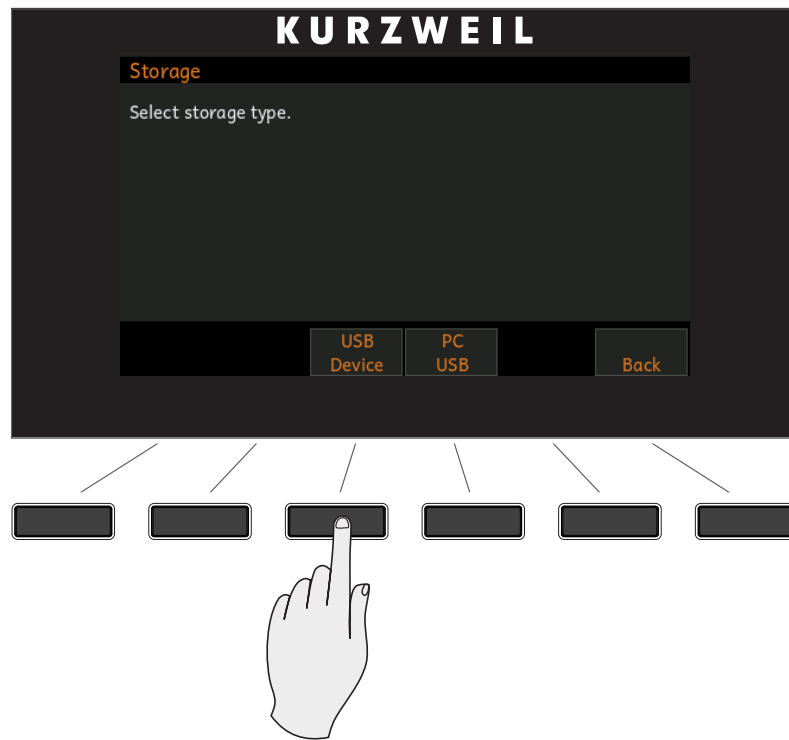 KURZWEIL
Storage
Select storage type.
USB
Device
PC
USB
Back